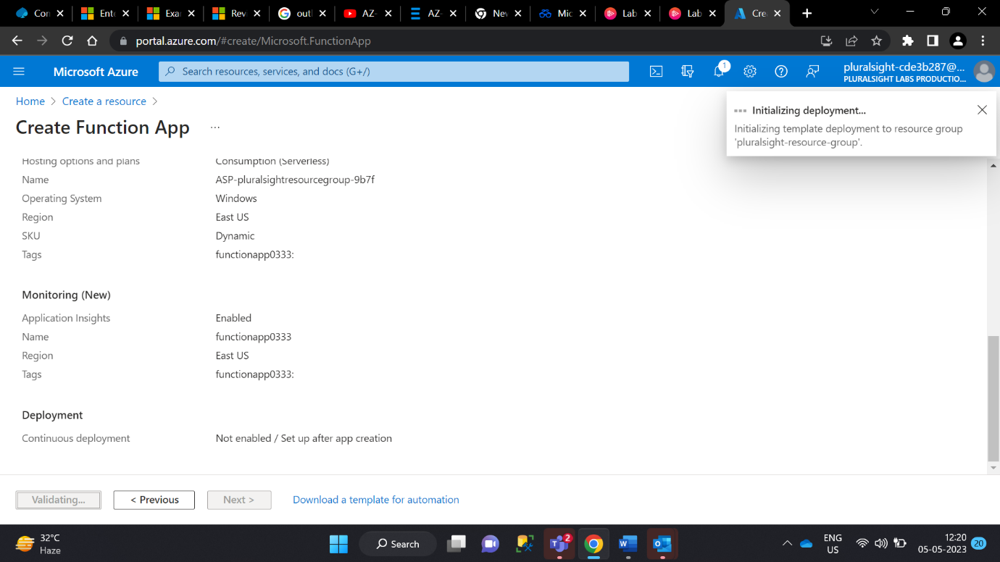 Con
Ente
Exar
Revi
outl
AZ-
AZ-
Nev
Mic
Lab
Lab
Cre
portal.azure.com/#create/Microsoft.FunctionApp
Microsoft Azure
Search resources, services, and docs (G+/)
1
pluralsight-cde3b287@...
PLURALSIGHT LABS PRODUCTIO...
Home > Create a resource >
Create Function App ...
Initializing deployment...
Initializing template deployment to resource group
'pluralsight-resource-group'.
Hosting options and plans Consumption (Serverless)
Name ASP-pluralsightresourcegroup-9b7f
Operating System Windows
Region East US
SKU Dynamic
Tags functionapp0333:
Monitoring (New)
Application Insights Enabled
Name functionapp0333
Region East US
Tags functionapp0333:
Deployment
Continuous deployment Not enabled / Set up after app creation
Validating... < Previous Next > Download a template for automation
32°C
Haze
Search
2
ENG
US
12:20
05-05-2023
20